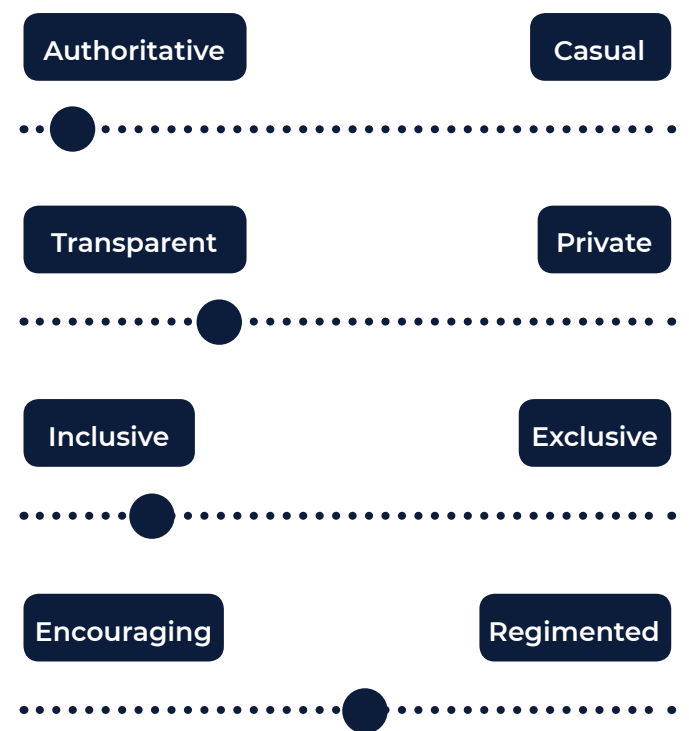 Authoritative Casual
Transparent Private
Inclusive Exclusive
Encouraging Regimented